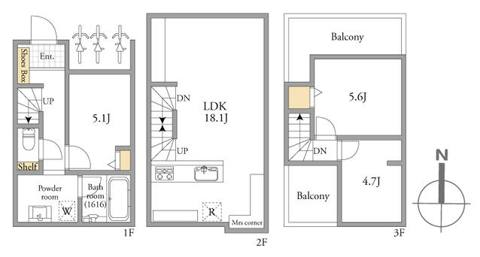 Shoes Box
Ent.
UP
5.1J
Shelf
Powder
room
W
Bath
room
(1616)
1F
DN
LDK
18.1J
UP
R
Mrs corner
2F
Balcony
5.6J
DN
4.7J
Balcony
3F
N